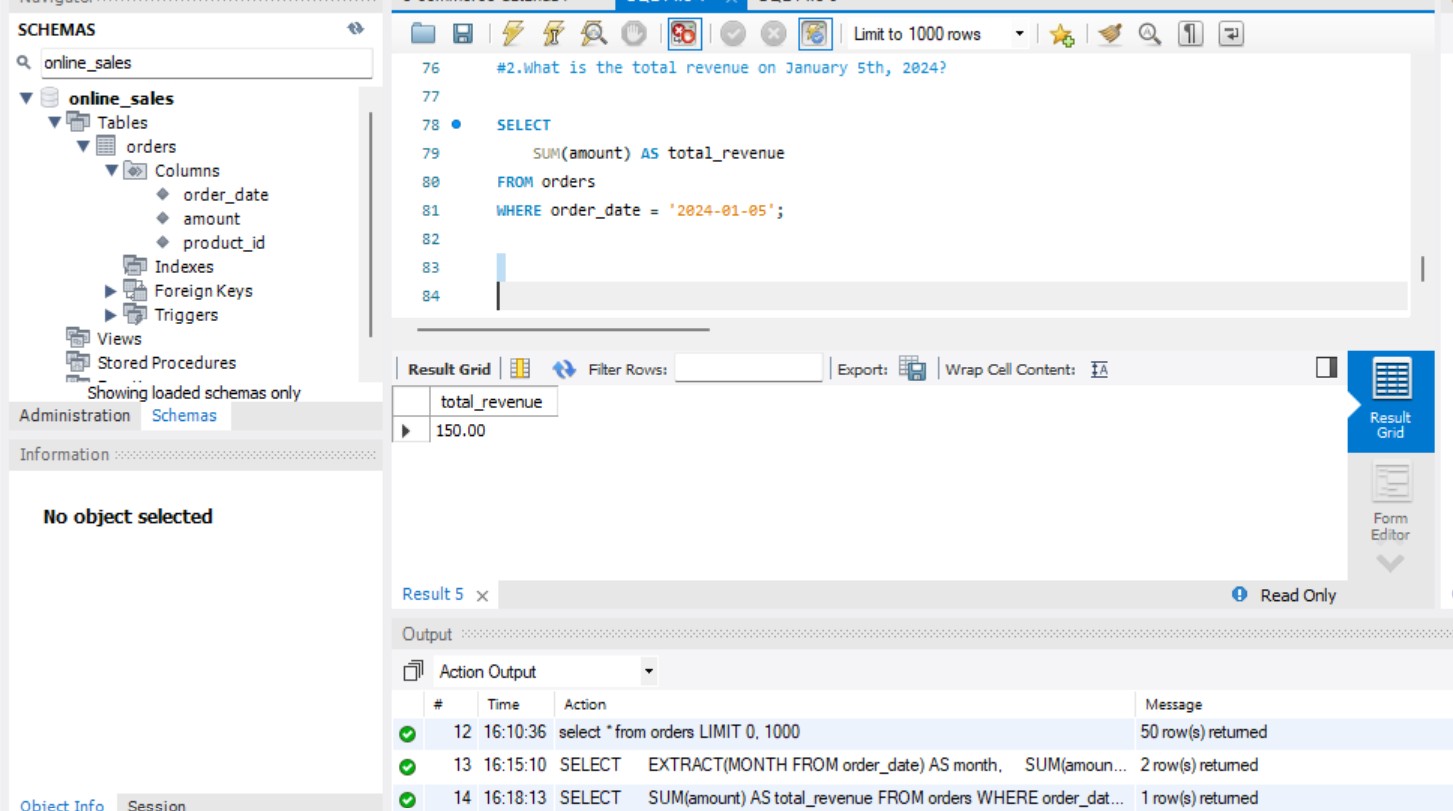 SCHEMAS
online_sales
online_sales
Tables
orders
Columns
order_date
amount
product_id
Indexes
Foreign Keys
Triggers
Views
Stored Procedures
Showing loaded schemas only
Administration Schemas
Information
No object selected
Object Info Session
Limit to 1000 rows
76 #2.What is the total revenue on January 5th, 2024?
77
78 SELECT
79 SUM(amount) AS total_revenue
80 FROM orders
81 WHERE order_date = '2024-01-05';
82
83
84
Result Grid Filter Rows: Export: Wrap Cell Content:
total_revenue
150.00
Result
Grid
Form
Editor
Result 5 Read Only
Output
Action Output
# Time Action Message
12 16:10:36 select * from orders LIMIT 0, 1000 50 row(s) returned
13 16:15:10 SELECT EXTRACT(MONTH FROM order_date) AS month, SUM(amoun... 2 row(s) returned
14 16:18:13 SELECT SUM(amount) AS total_revenue FROM orders WHERE order_dat... 1 row(s) returned